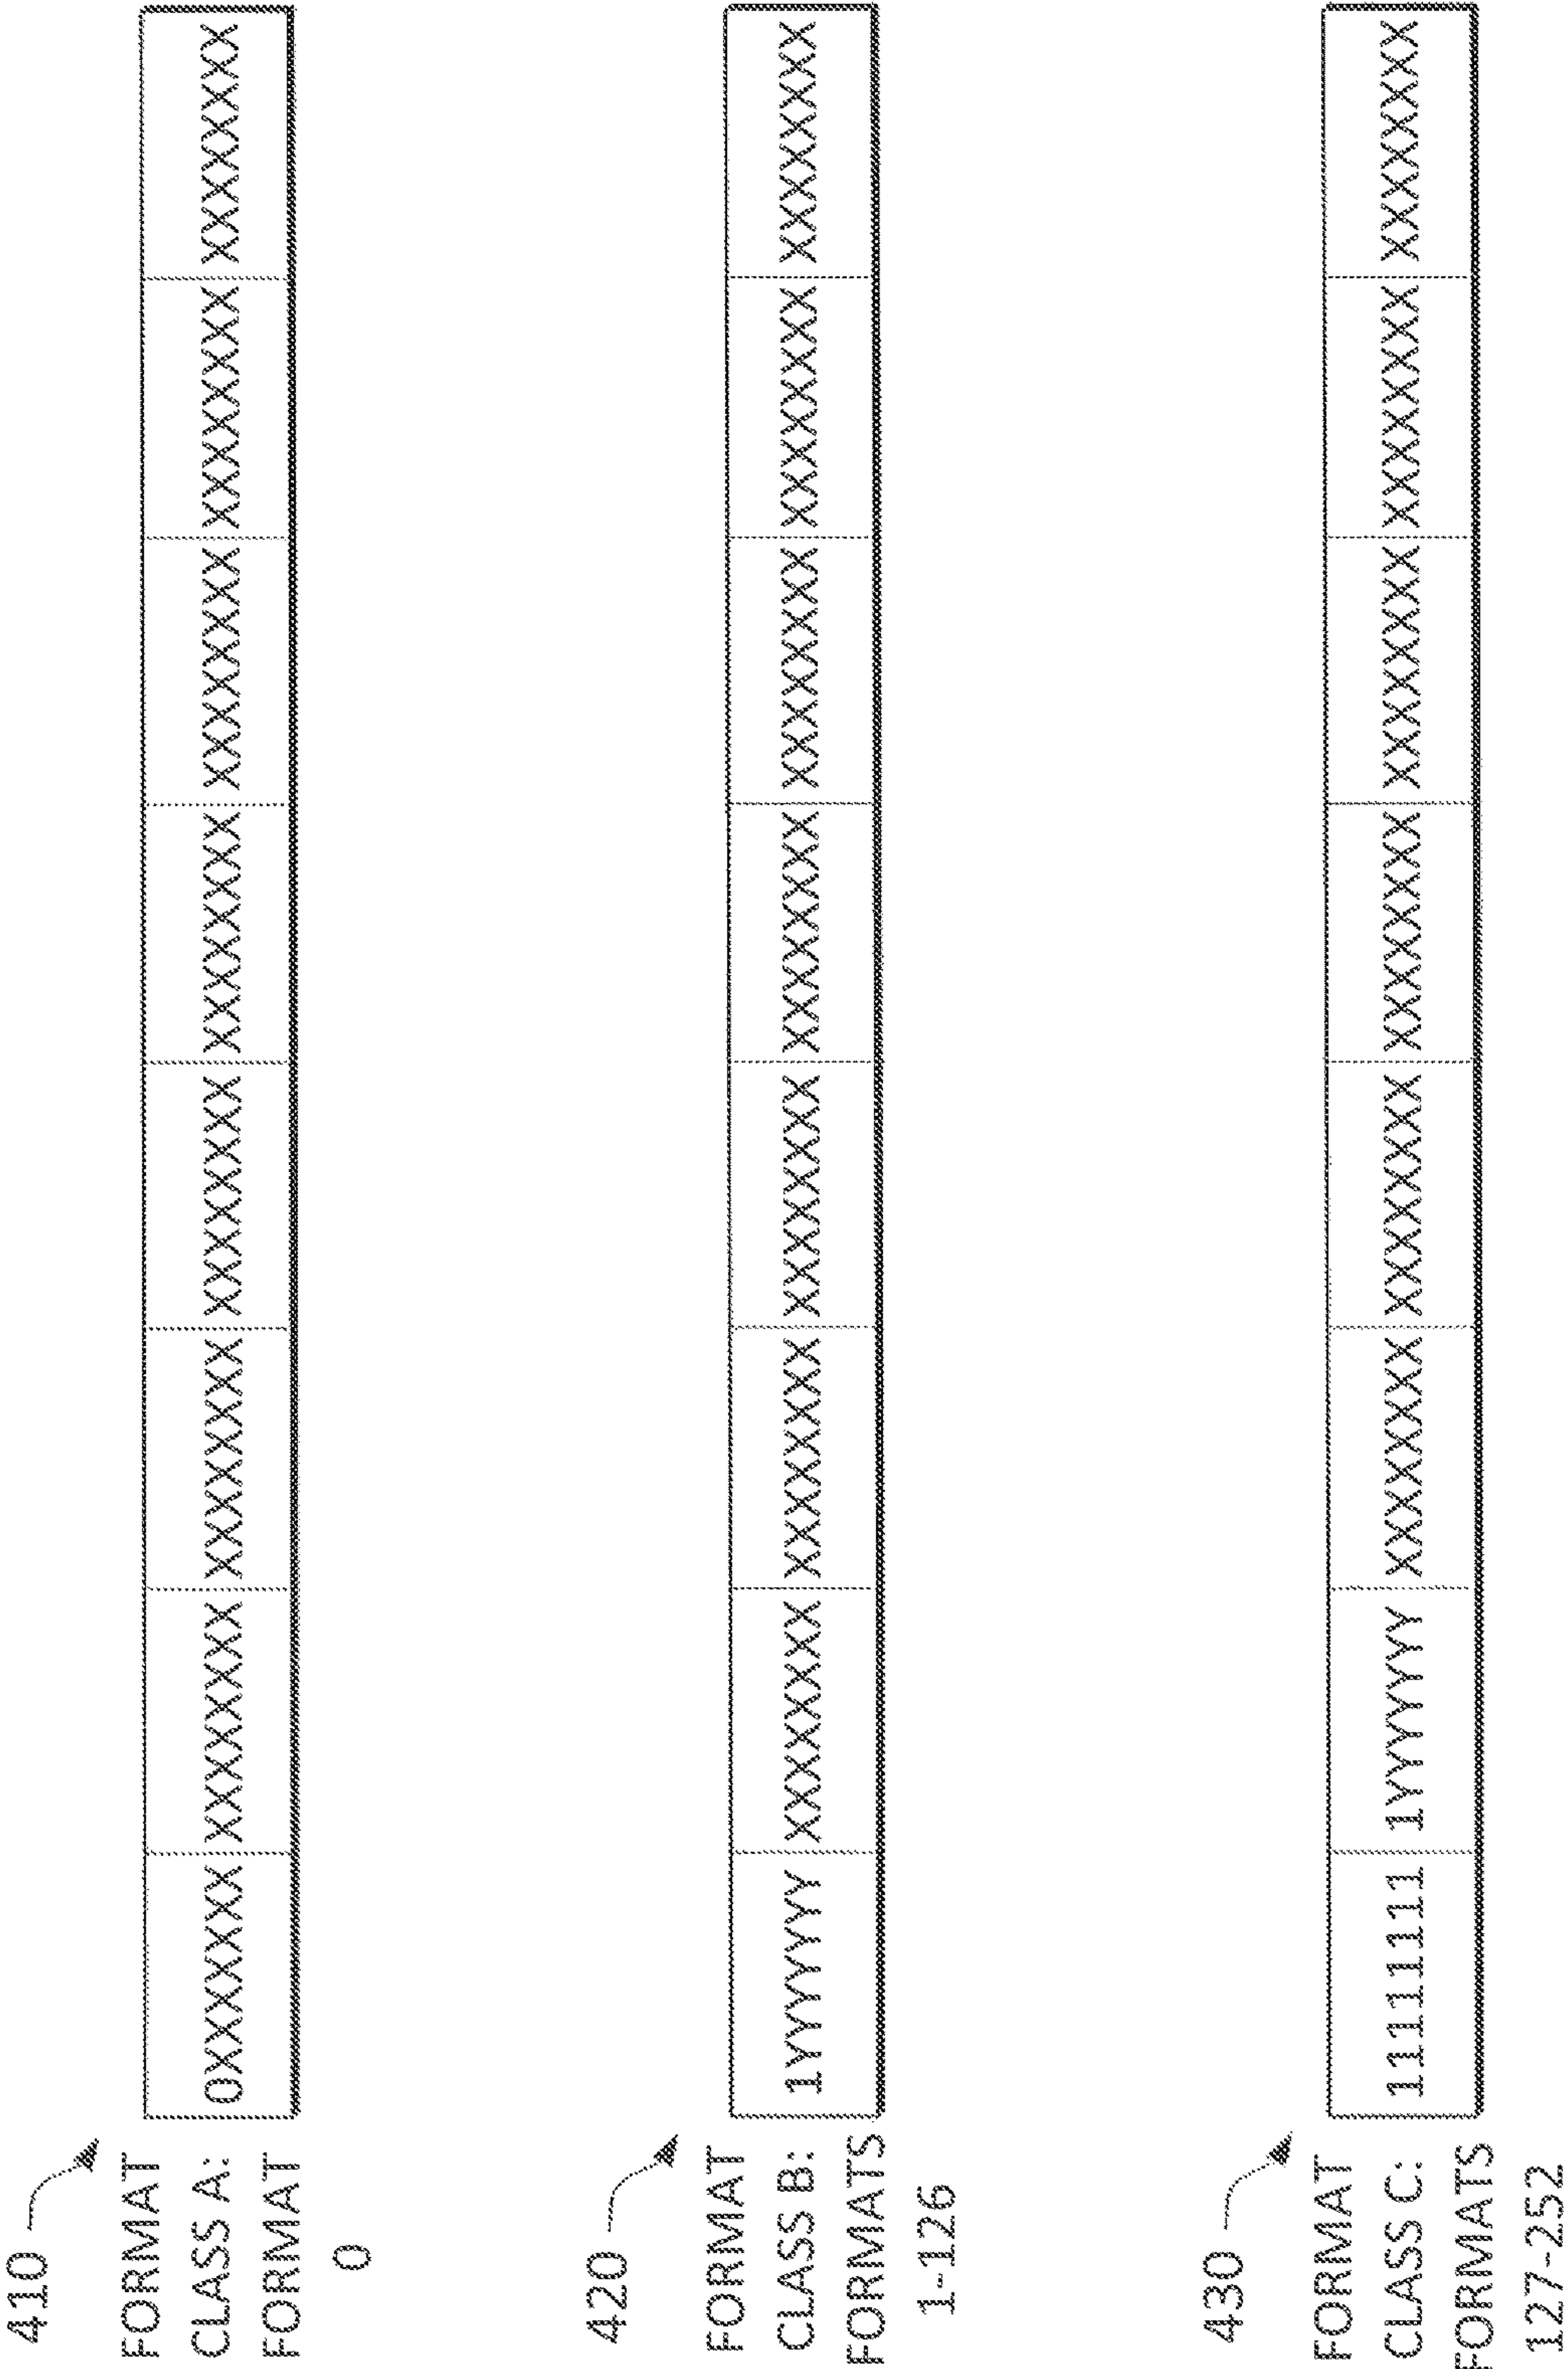 410
FORMAT
CLASS A:
FORMAT
0
0XXXXXXX XXXXXXXX XXXXXXXX XXXXXXXX XXXXXXXX XXXXXXXX XXXXXXXX XXXXXXXX
420
FORMAT
CLASS B:
FORMATS
1-126
1YYYYYYY XXXXXXXX XXXXXXXX XXXXXXXX XXXXXXXX XXXXXXXX XXXXXXXX XXXXXXXX
430
FORMAT
CLASS C:
FORMATS
127-252
11111111 1YYYYYYY XXXXXXXX XXXXXXXX XXXXXXXX XXXXXXXX XXXXXXXX XXXXXXXX